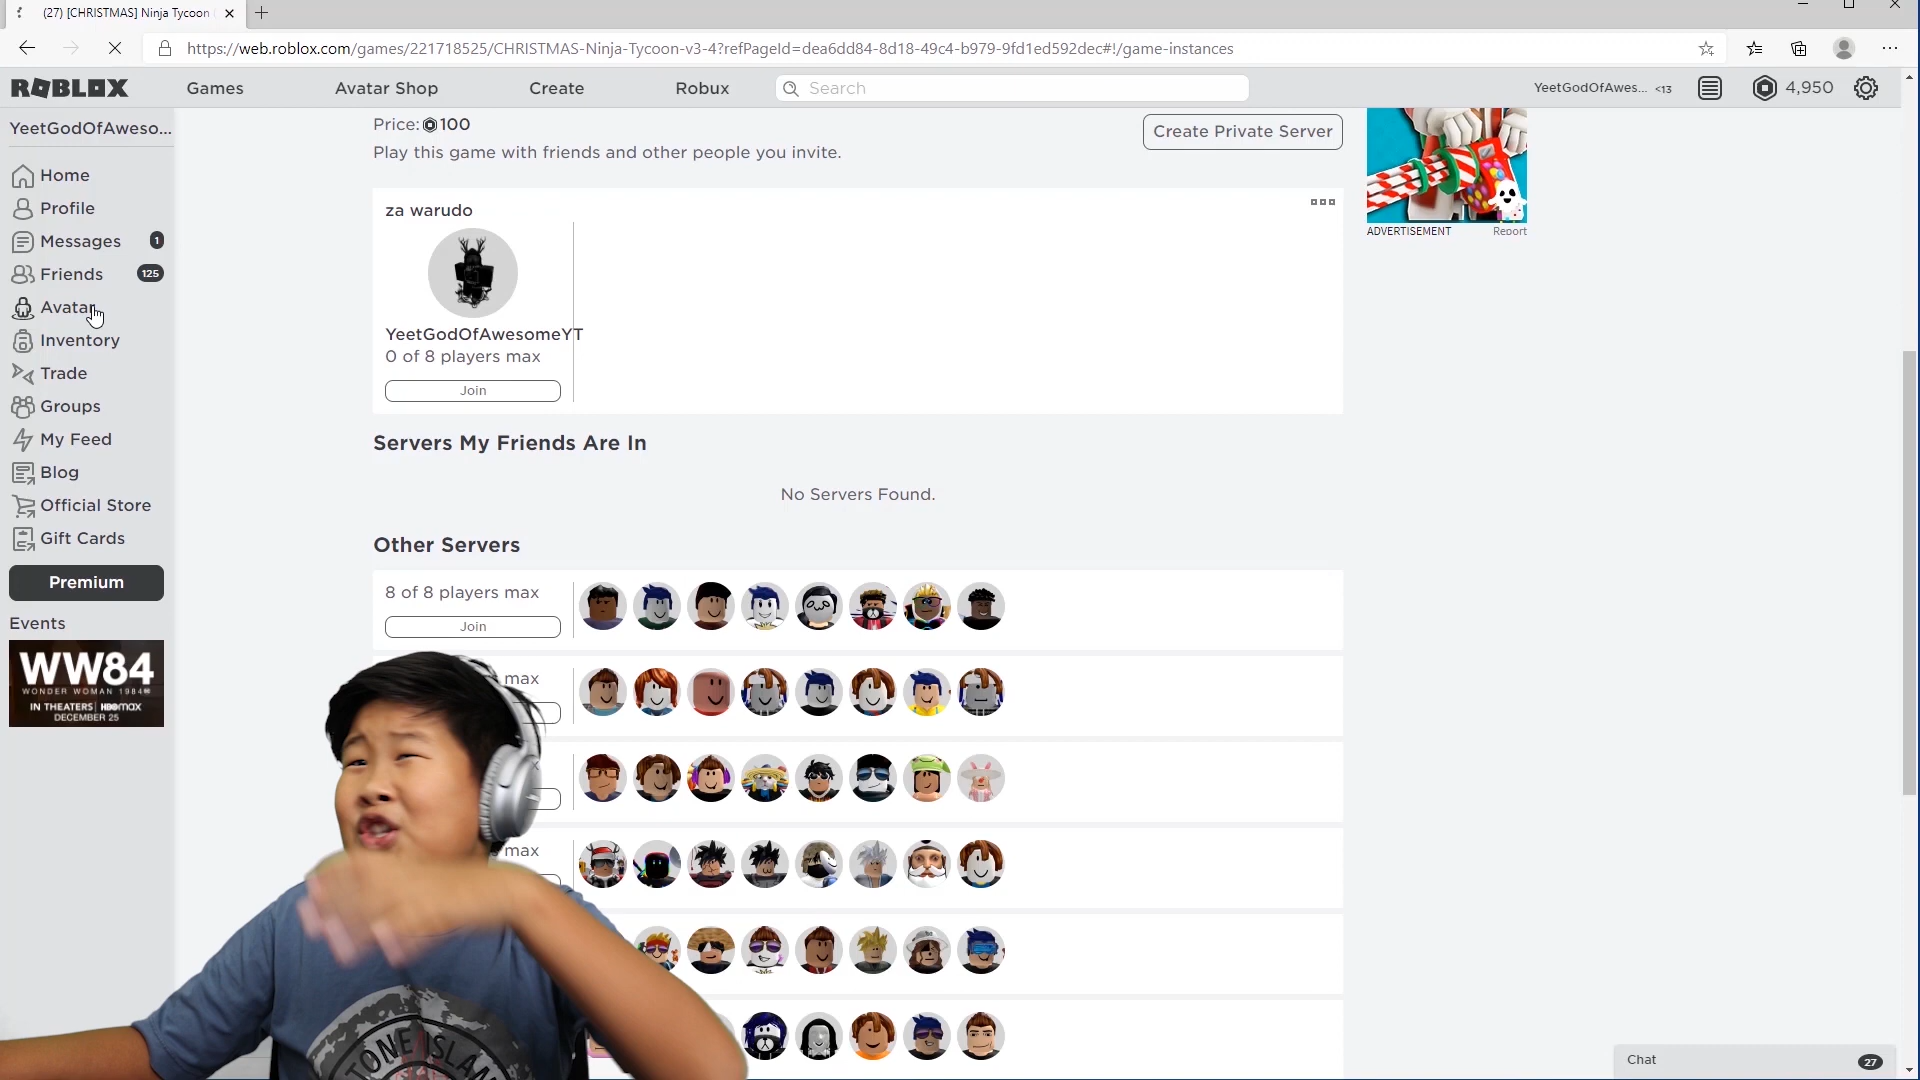 (27) [CHRISTMAS] Ninja Tycoon
https://web.roblox.com/games/221718525/CHRISTMAS-Ninja-Tycoon-v3-4?refPageId=dea6dd84-8d18-49c4-b979-9fd1ed592dec#!/game-instances
ROBLOX
Games
Avatar Shop
Create
Robux
Search
YeetGodOfAwes... <13
4,950
YeetGodOfAweso...
Home
Profile
Messages 1
Friends 125
Avatar
Inventory
Trade
Groups
My Feed
Blog
Official Store
Gift Cards
Premium
Events
WW84
WONDER WOMAN 1984
IN THEATERS | HBOMAX
DECEMBER 25
Price: 100
Play this game with friends and other people you invite.
Create Private Server
za warudo
YeetGodOfAwesomeYT
0 of 8 players max
Join
Servers My Friends Are In
No Servers Found.
Other Servers
8 of 8 players max
Join
max
s max
TONE ISLAN
ADVERTISEMENT
Report
Chat
27